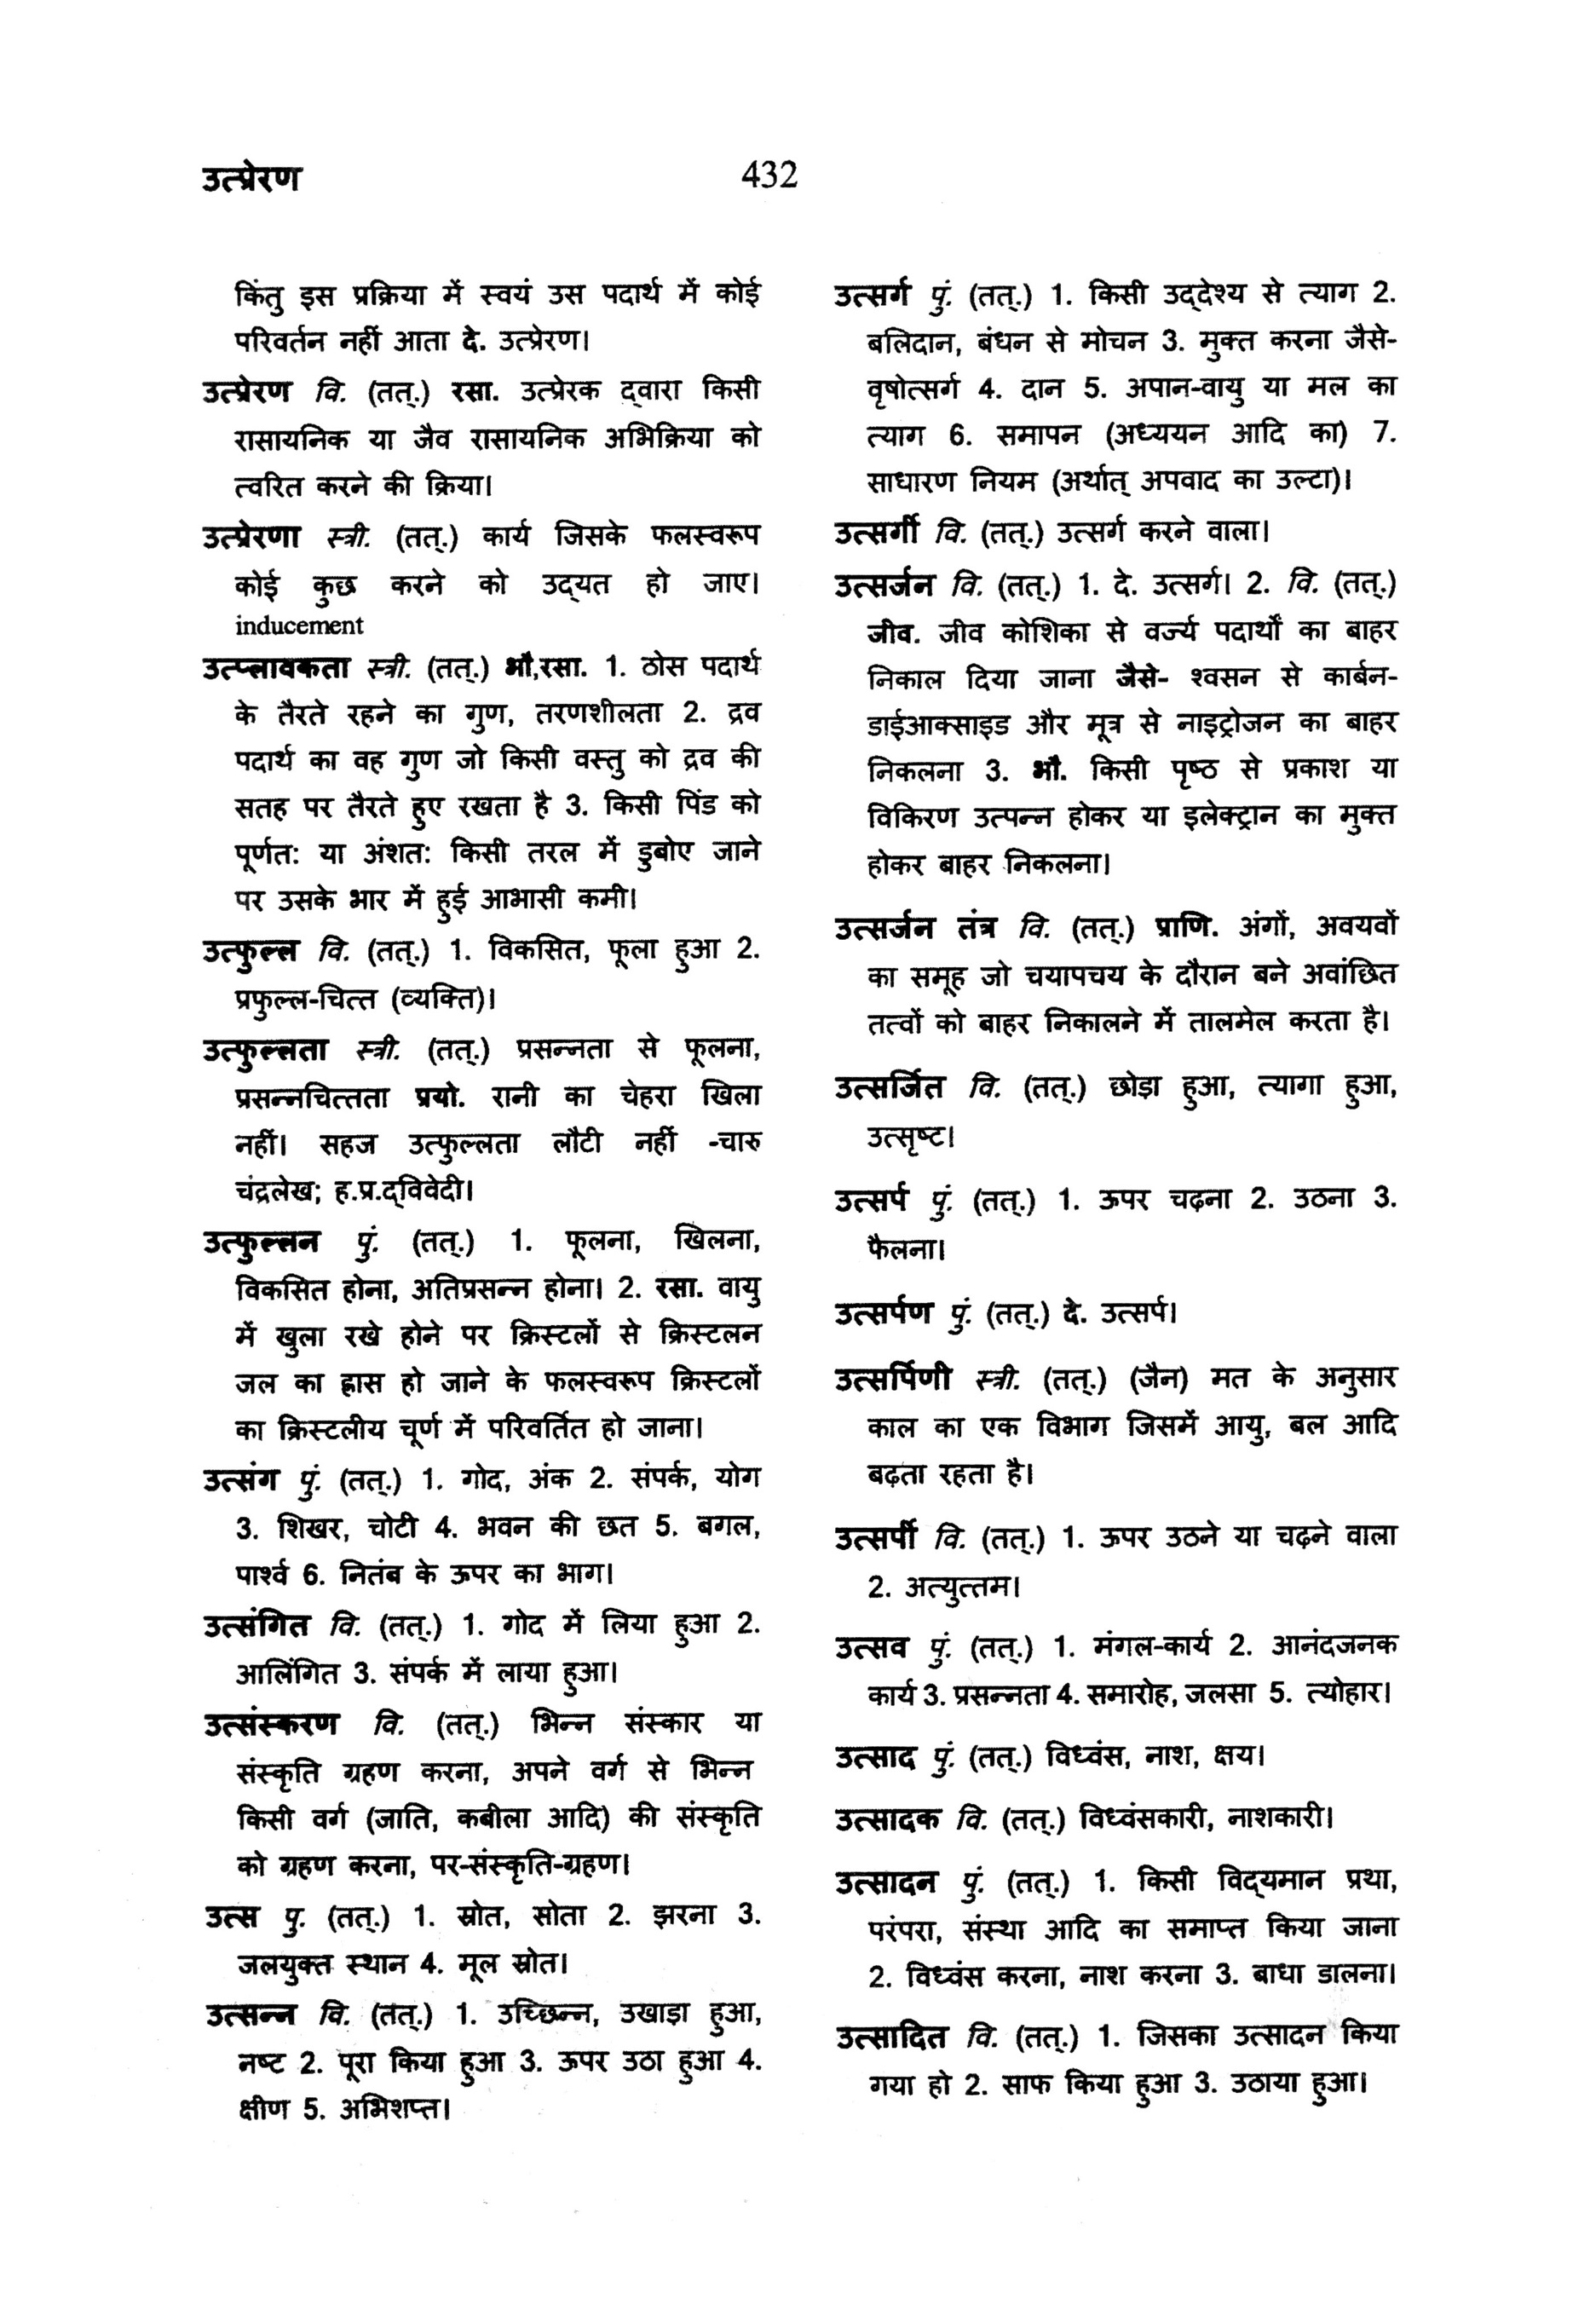 उत्प्रेरण
432
किंतु इस प्रक्रिया में स्वयं उस पदार्थ में कोई
परिवर्तन नहीं आता दे. उत्प्रेरण।
उत्प्रेरण वि. (तत्.) रसा. उत्प्रेरक द्‌वारा किसी
रासायनिक या जैव रासायनिक अभिक्रिया को
त्वरित करने की क्रिया।
उत्प्रेरणा स्त्री. (तत्.) कार्य जिसके फलस्वरूप
कोई कुछ करने को उद्‌यत हो जाए।
inducement
उत्प्लावकता स्त्री. (तत्.) भौ,रसा. 1. ठोस पदार्थ
के तैरते रहने का गुण, तरणशीलता 2. द्रव
पदार्थ का वह गुण जो किसी वस्तु को द्रव की
सतह पर तैरते हुए रखता है 3. किसी पिंड को
पूर्णत: या अंशत: किसी तरल में डुबोए जाने
पर उसके भार में हुई आभासी कमी।
उत्फुल्ल वि. (तत्.) 1. विकसित, फूला हुआ 2.
प्रफुल्ल-चित्त (व्यक्ति)।
उत्फुल्लता स्त्री. (तत्.) प्रसन्नता से फूलना,
प्रसन्नचित्तता प्रयो. रानी का चेहरा खिला
नहीं। सहज उत्फुल्लता लौटी नहीं -चारु
चंद्रलेख; ह.प्र.द्‌विवेदी।
उत्फुल्लन पुं. (तत्.) 1. फूलना, खिलना,
विकसित होना, अतिप्रसन्न होना। 2. रसा. वायु
में खुला रखे होने पर क्रिस्टलों से क्रिस्टलन
जल का ह्रास हो जाने के फलस्वरूप क्रिस्टलों
का क्रिस्टलीय चूर्ण में परिवर्तित हो जाना।
उत्संग पुं. (तत्.) 1. गोद, अंक 2. संपर्क, योग
3. शिखर, चोटी 4. भवन की छत 5. बगल,
पार्श्व 6. नितंब के ऊपर का भाग।
उत्संगित वि. (तत्.) 1. गोद में लिया हुआ 2.
आलिंगित 3. संपर्क में लाया हुआ।
उत्संस्करण वि. (तत्.) भिन्न संस्कार या
संस्कृति ग्रहण करना, अपने वर्ग से भिन्न
किसी वर्ग (जाति, कबीला आदि) की संस्कृति
को ग्रहण करना, पर-संस्कृति-ग्रहण।
उत्स पु. (तत्.) 1. स्रोत, सोता 2. झरना 3.
जलयुक्त स्थान 4. मूल स्रोत।
उत्सन्न वि. (तत्.) 1. उच्छिन्न, उखाड़ा हुआ,
नष्ट 2. पूरा किया हुआ 3. ऊपर उठा हुआ 4.
क्षीण 5. अभिशप्त।
उत्सर्ग पुं. (तत्.) 1. किसी उद्‌देश्य से त्याग 2.
बलिदान, बंधन से मोचन 3. मुक्त करना जैसे-
वृषोत्सर्ग 4. दान 5. अपान-वायु या मल का
त्याग 6. समापन (अध्ययन आदि का) 7.
साधारण नियम (अर्थात् अपवाद का उल्टा)।
उत्सर्गी वि. (तत्.) उत्सर्ग करने वाला।
उत्सर्जन वि. (तत्.) 1. दे. उत्सर्ग। 2. वि. (तत्.)
जीव. जीव कोशिका से वर्ज्य पदार्थों का बाहर
निकाल दिया जाना जैसे- श्वसन से कार्बन-
डाईआक्साइड और मूत्र से नाइट्रोजन का बाहर
निकलना 3. भौ. किसी पृष्ठ से प्रकाश या
विकिरण उत्पन्न होकर या इलेक्ट्रान का मुक्त
होकर बाहर निकलना।
उत्सर्जन तंत्र वि. (तत्.) प्राणि. अंगों, अवयवों
का समूह जो चयापचय के दौरान बने अवांछित
तत्वों को बाहर निकालने में तालमेल करता है।
उत्सर्जित वि. (तत्.) छोड़ा हुआ, त्यागा हुआ,
उत्सृष्ट।
उत्सर्प पुं. (तत्.) 1. ऊपर चढ़ना 2. उठना 3.
फैलना।
उत्सर्पण पुं. (तत्.) दे. उत्सर्प।
उत्सर्पिणी स्त्री. (तत्.) (जैन) मत के अनुसार
काल का एक विभाग जिसमें आयु, बल आदि
बढ़ता रहता है।
उत्सर्पी वि. (तत्.) 1. ऊपर उठने या चढ़ने वाला
2. अत्युत्तम।
उत्सव पुं. (तत्.) 1. मंगल-कार्य 2. आनंदजनक
कार्य 3. प्रसन्नता 4. समारोह, जलसा 5. त्योहार।
उत्साद पुं. (तत्.) विध्वंस, नाश, क्षय।
उत्सादक वि. (तत्.) विध्वंसकारी, नाशकारी।
उत्सादन पुं. (तत्.) 1. किसी विद्‌यमान प्रथा,
परंपरा, संस्था आदि का समाप्त किया जाना
2. विध्वंस करना, नाश करना 3. बाधा डालना।
उत्सादित वि. (तत्.) 1. जिसका उत्सादन किया
गया हो 2. साफ किया हुआ 3. उठाया हुआ।